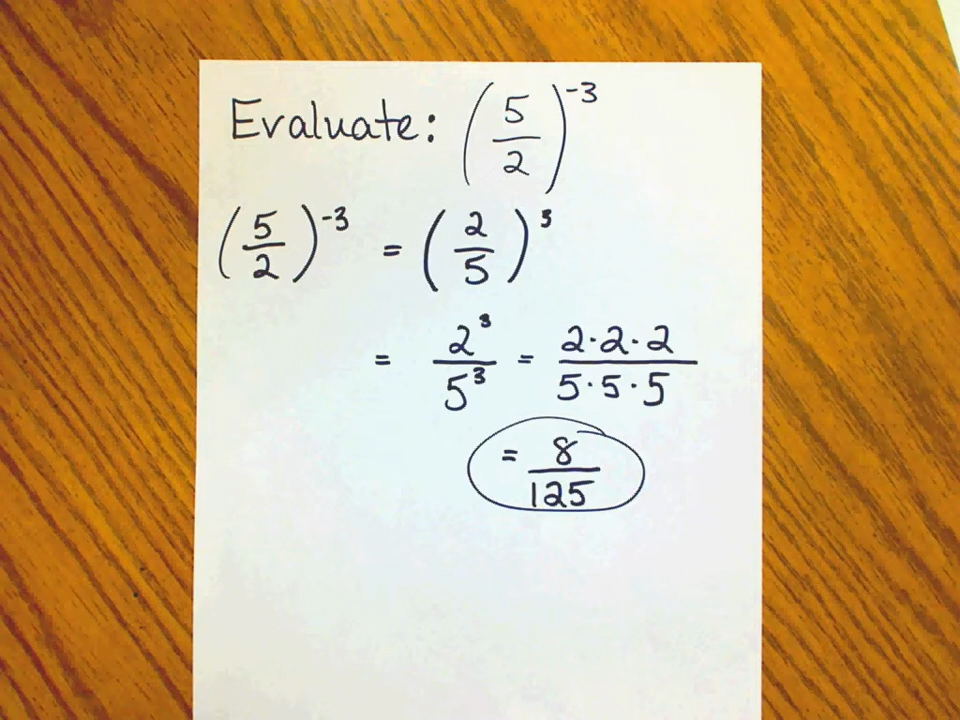 Evaluate: (5/2)^-3
(5/2)^-3 = (2/5)^3
= 2^3/5^3 = 2·2·2/5·5·5
= 8/125